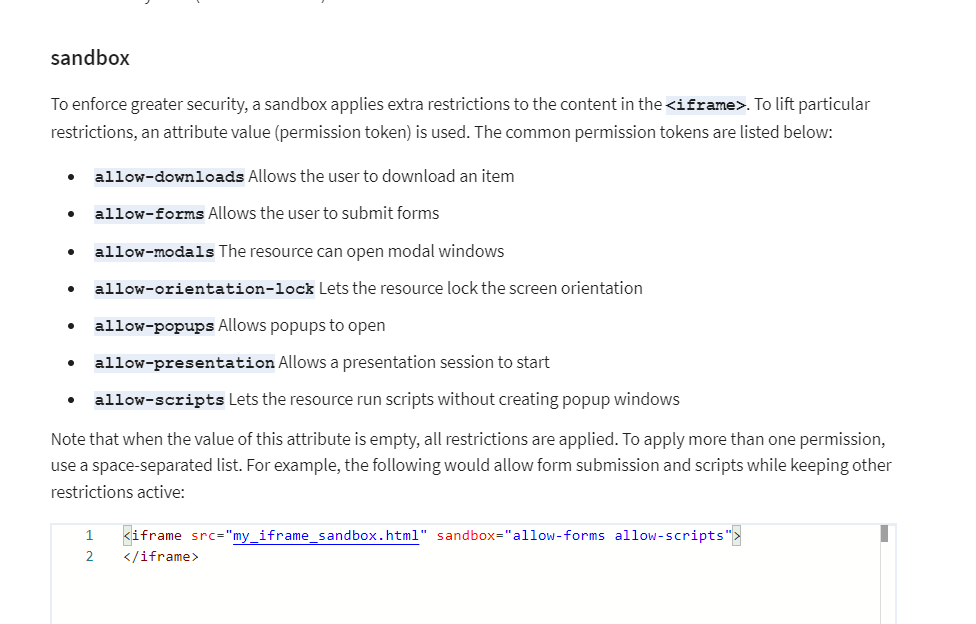 sandbox
To enforce greater security, a sandbox applies extra restrictions to the content in the <iframe>. To lift particular
restrictions, an attribute value (permission token) is used. The common permission tokens are listed below:
• allow-downloads Allows the user to download an item
• allow-forms Allows the user to submit forms
• allow-modals The resource can open modal windows
• allow-orientation-lock Lets the resource lock the screen orientation
• allow-popups Allows popups to open
• allow-presentation Allows a presentation session to start
• allow-scripts Lets the resource run scripts without creating popup windows
Note that when the value of this attribute is empty, all restrictions are applied. To apply more than one permission,
use a space-separated list. For example, the following would allow form submission and scripts while keeping other
restrictions active:
1 <iframe src="my_iframe_sandbox.html" sandbox="allow-forms allow-scripts">
2 </iframe>